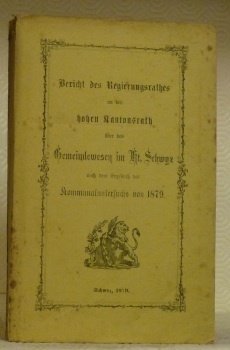 Bericht des Regierungsrathes
an den
hohen Kantonsrath
über das
Gemeindewesen im Kt. Schwyz
nach dem Ergebniß des
Kommunaluntersuchs von 1879.
Schwyz, 1879.